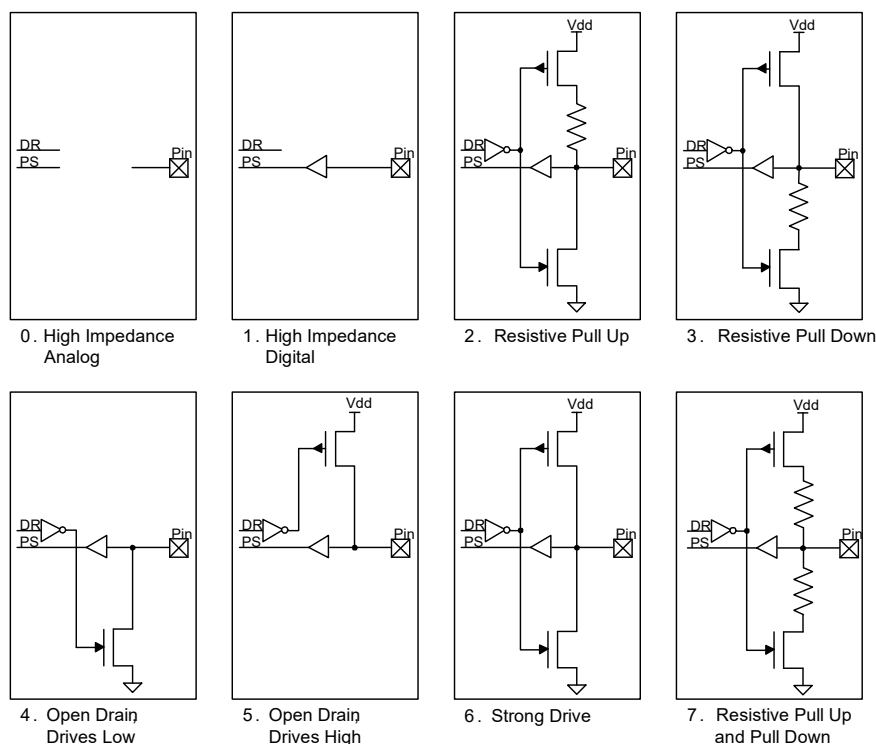 Vdd
Vdd
DR
PS
Pin
DR
PS
Pin
DR
PS
Pin
DR
PS
Pin
0. High Impedance
Analog
1. High Impedance
Digital
2. Resistive Pull Up
3. Resistive Pull Down
Vdd
Vdd
Vdd
DR
PS
Pin
DR
PS
Pin
DR
PS
Pin
DR
PS
Pin
4. Open Drain,
Drives Low
5. Open Drain,
Drives High
6. Strong Drive
7. Resistive Pull Up
and Pull Down